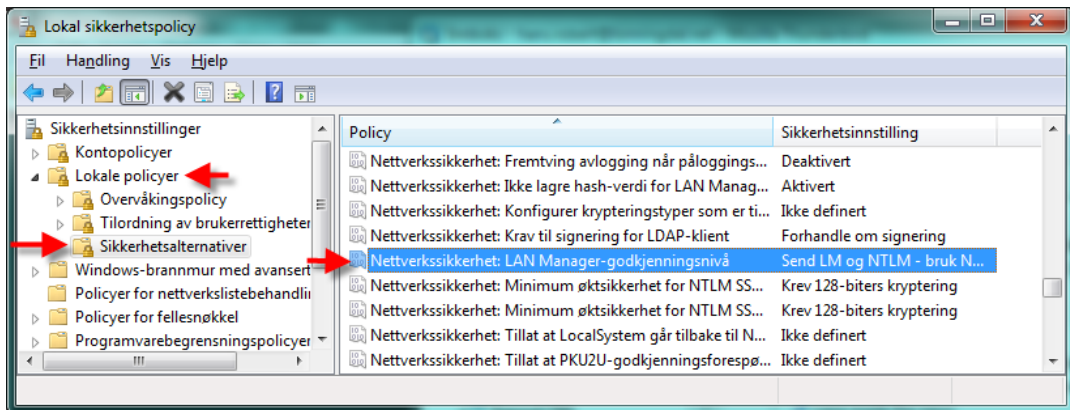 Lokal sikkerhetspolicy
Fil Handling Vis Hjelp
Sikkerhetsinnstillinger
Kontopolicyer
Lokale policyer
Overvåkingspolicy
Tilordning av brukerrettigheter
Sikkerhetsalternativer
Windows-brannmur med avansert
Policyer for nettverkslistebehandlin
Policyer for fellesnøkkel
Programvarebegrensningspolicyer
Policy Sikkerhetsinnstilling
Nettverkssikkerhet: Fremtving avlogging når påloggings... Deaktivert
Nettverkssikkerhet: Ikke lagre hash-verdi for LAN Manag... Aktivert
Nettverkssikkerhet: Konfigurer krypteringstyper som er ti... Ikke definert
Nettverkssikkerhet: Krav til signering for LDAP-klient Forhandle om signering
Nettverkssikkerhet: LAN Manager-godkjenningsnivå Send LM og NTLM - bruk N...
Nettverkssikkerhet: Minimum øktsikkerhet for NTLM SS... Krev 128-biters kryptering
Nettverkssikkerhet: Minimum øktsikkerhet for NTLM SS... Krev 128-biters kryptering
Nettverkssikkerhet: Tillat at LocalSystem går tilbake til N... Ikke definert
Nettverkssikkerhet: Tillat at PKU2U-godkjenningsforespø... Ikke definert